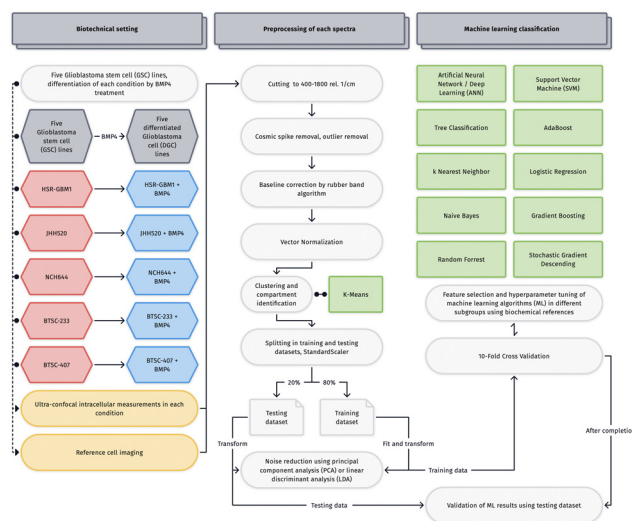 Biotechnical setting
Five Glioblastoma stem cell (GSC) lines,
differentiation of each condition by BMP4
treatment
Five
Glioblastoma
stem cell
(GSC) lines
BMP4
Five
differntiated
Glioblastoma
cell (DGC)
lines
HSR-GBM1
HSR-GBM1 +
BMP4
JHH520
JHH520 + BMP4
NCH644
NCH644 +
BMP4
BTSC-233
BTSC-233 +
BMP4
BTSC-407
BTSC-407 +
BMP4
Ultra-confocal intracellular measurements in each
condition
Reference cell imaging
Preprocessing of each spectra
Cutting to 400-1800 rel. 1/cm
Cosmic spike removal, outlier removal
Baseline correction by rubber band
algorithm
Vector Normalization
Clustering and
compartment
identification
K-Means
Splitting in training and testing
datasets, StandardScaler
20%
80%
Testing
dataset
Training
dataset
Transform
Fit and transform
Noise reduction using principal
component analysis (PCA) or linear
discriminant analysis (LDA)
Training data
Testing data
Machine learning classification
Artificial Neural
Network / Deep
Learning (ANN)
Support Vector
Machine (SVM)
Tree Classification
AdaBoost
k Nearest Neighbor
Logistic Regression
Naive Bayes
Gradient Boosting
Random Forrest
Stochastic Gradient
Descending
Feature selection and hyperparameter tuning of
machine learning algorithms (ML) in different
subgroups using biochemical references
10-Fold Cross Validation
After completio
Validation of ML results using testing dataset